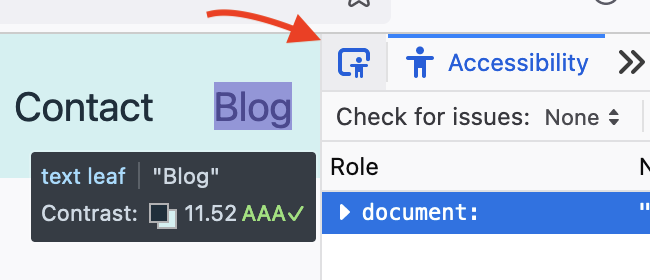 Accessibility
Contact Blog
Check for issues: None
text leaf "Blog"
Role
Contrast: 11.52 AAA✓
document: "